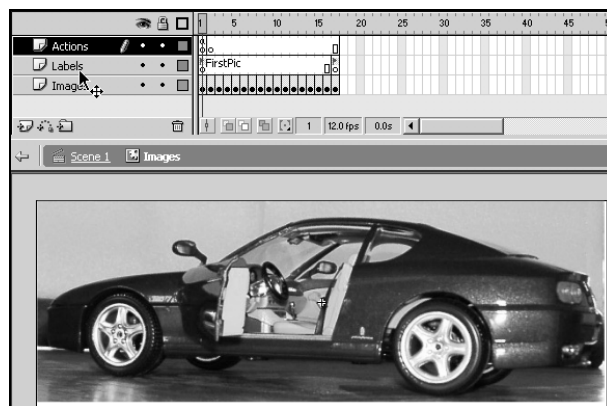 1 5 10 15 20 25 30 35 40 45
Actions
Labels
FirstPic
Images
1 12.0 fps 0.0s
Scene 1 Images